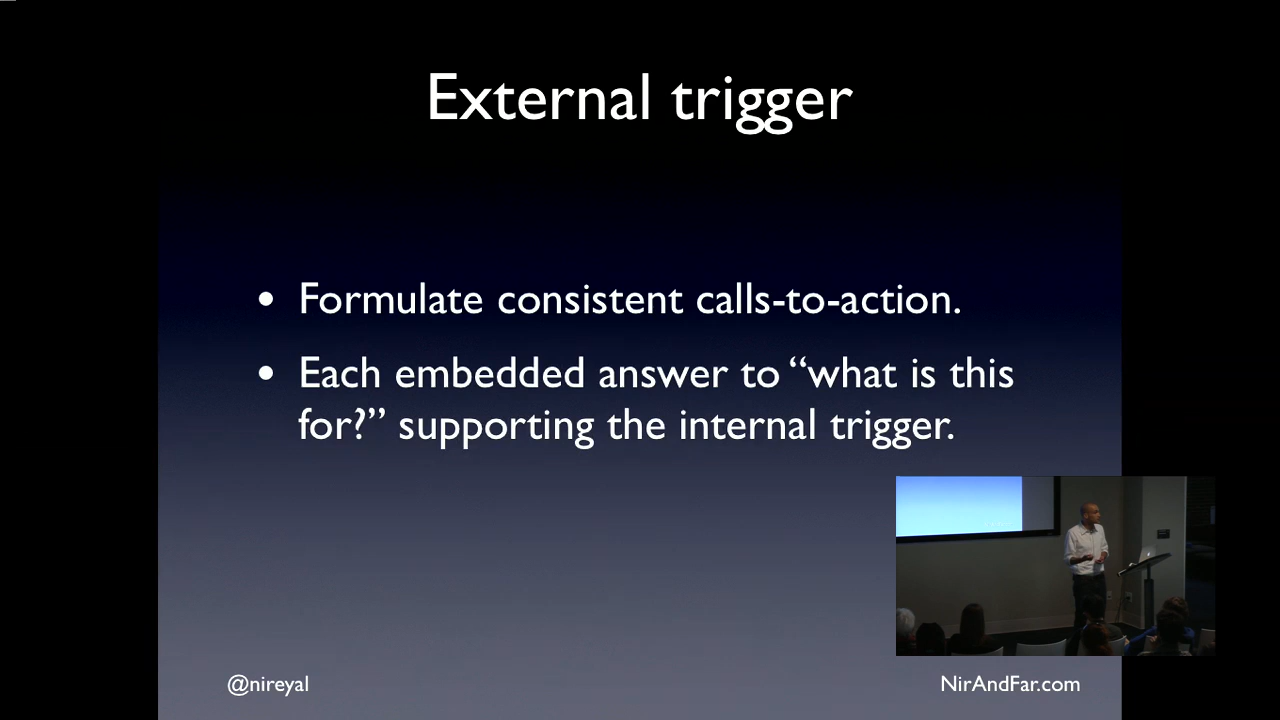 External trigger
• Formulate consistent calls-to-action.
• Each embedded answer to “what is this
for?” supporting the internal trigger.
@nireyal
NirAndFar.com